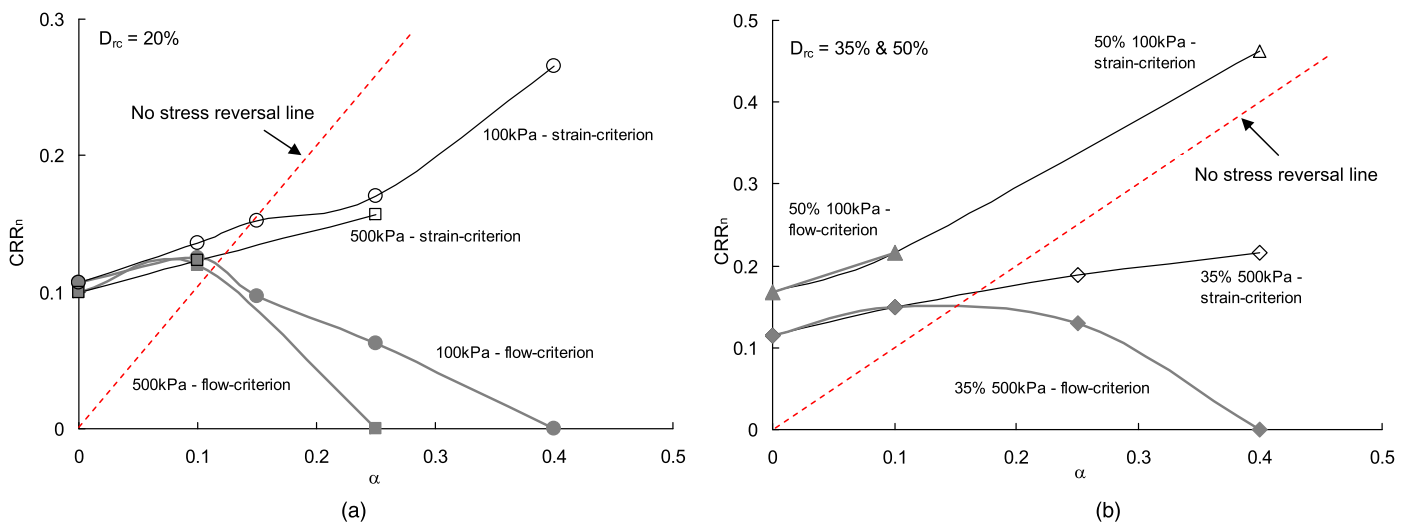 0.3
D_rc = 20%
No stress reversal line
0.2
100kPa - strain-criterion
500kPa - strain-criterion
CRR_n
0.1
100kPa - flow-criterion
500kPa - flow-criterion
0
0 0.1 0.2 0.3 0.4 0.5
α
(a)
0.5
50% 100kPa -
strain-criterion
D_rc = 35% & 50%
0.4
No stress reversal line
0.3
50% 100kPa -
flow-criterion
CRR_n
0.2
35% 500kPa -
strain-criterion
0.1
35% 500kPa - flow-criterion
0
0 0.1 0.2 0.3 0.4 0.5
α
(b)